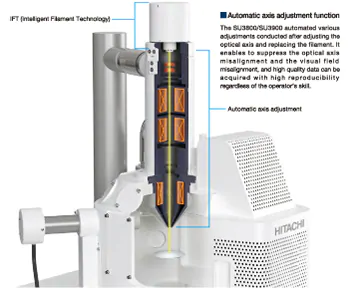 IFT (Intelligent Filament Technology)
■Automatic axis adjustment function
The SU3800/SU3900 automated various
adjustments conducted after adjusting the
optical axis and replacing the filament. It
enables to suppress the optical axis
misalignment and the visual field
misalignment, and high quality data can be
acquired with high reproducibility
regardless of the operator's skill.
Automatic axis adjustment
HITACHI